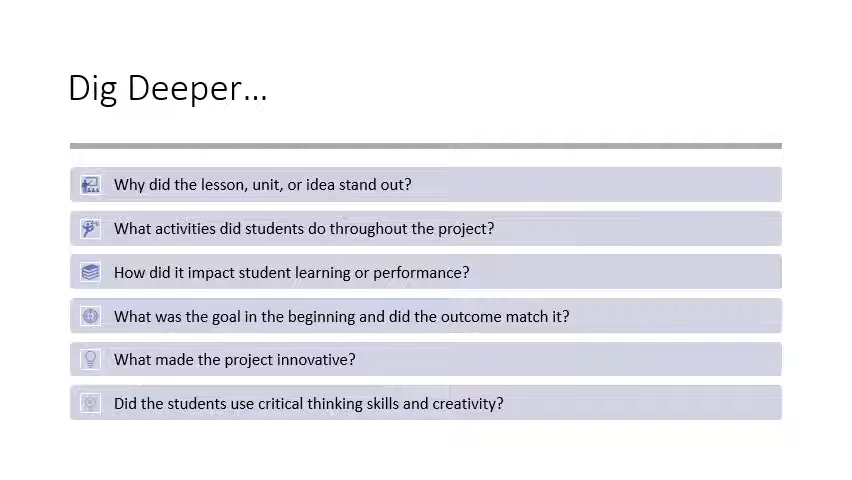 Dig Deeper...
Why did the lesson, unit, or idea stand out?
What activities did students do throughout the project?
How did it impact student learning or performance?
What was the goal in the beginning and did the outcome match it?
What made the project innovative?
Did the students use critical thinking skills and creativity?